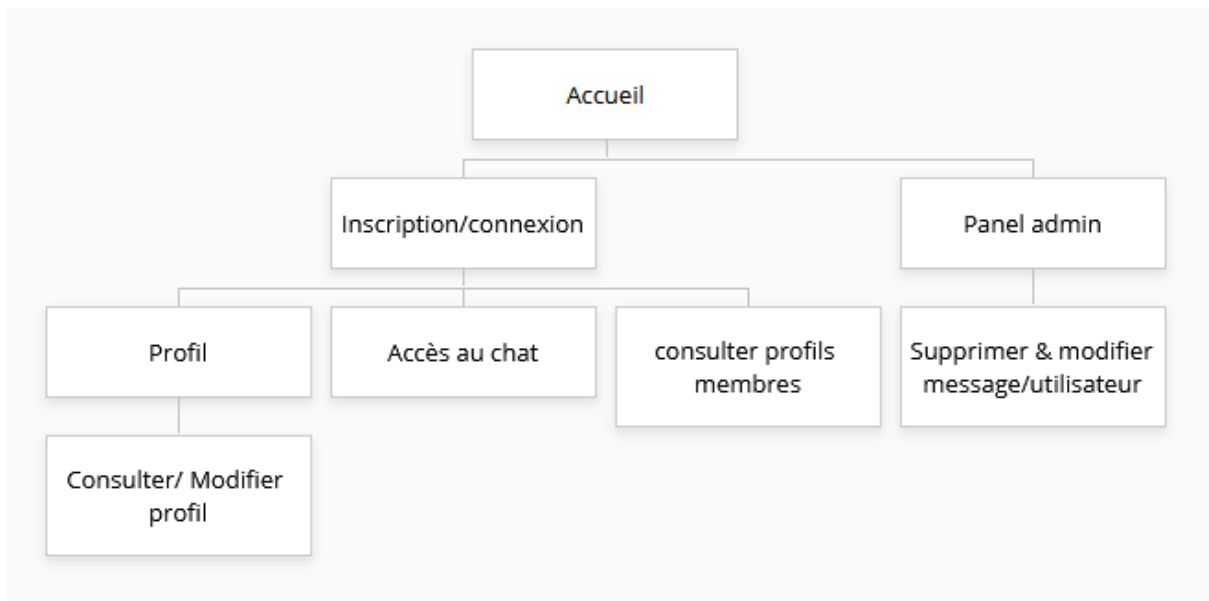 Accueil
Inscription/connexion
Panel admin
Profil
Accès au chat
consulter profils
membres
Supprimer & modifier
message/utilisateur
Consulter/ Modifier
profil